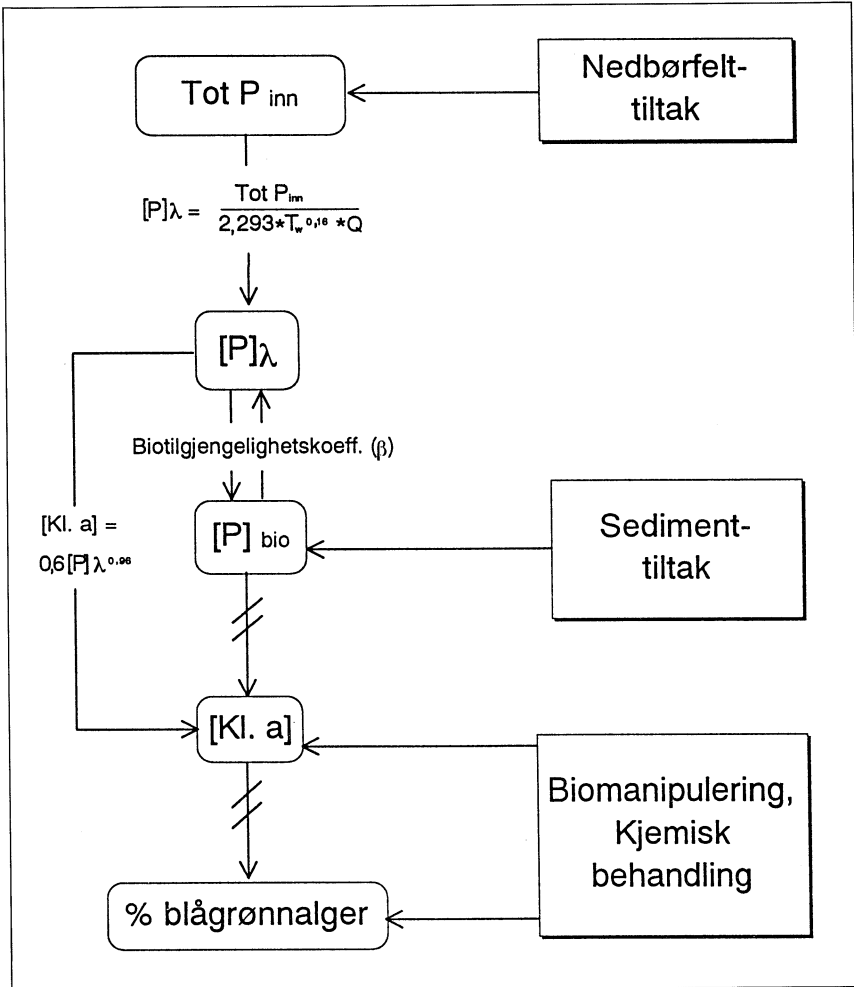 Tot P inn
Nedbørfelt-
tiltak
[P]λ = Tot Pinn
2,293*Tw0,16 *Q
[P]λ
Biotilgjengelighetskoeff. (β)
[Kl. a] =
0,6[P]λ0,96
[P] bio
Sediment-
tiltak
[Kl. a]
Biomanipulering,
Kjemisk
behandling
% blågrønnalger